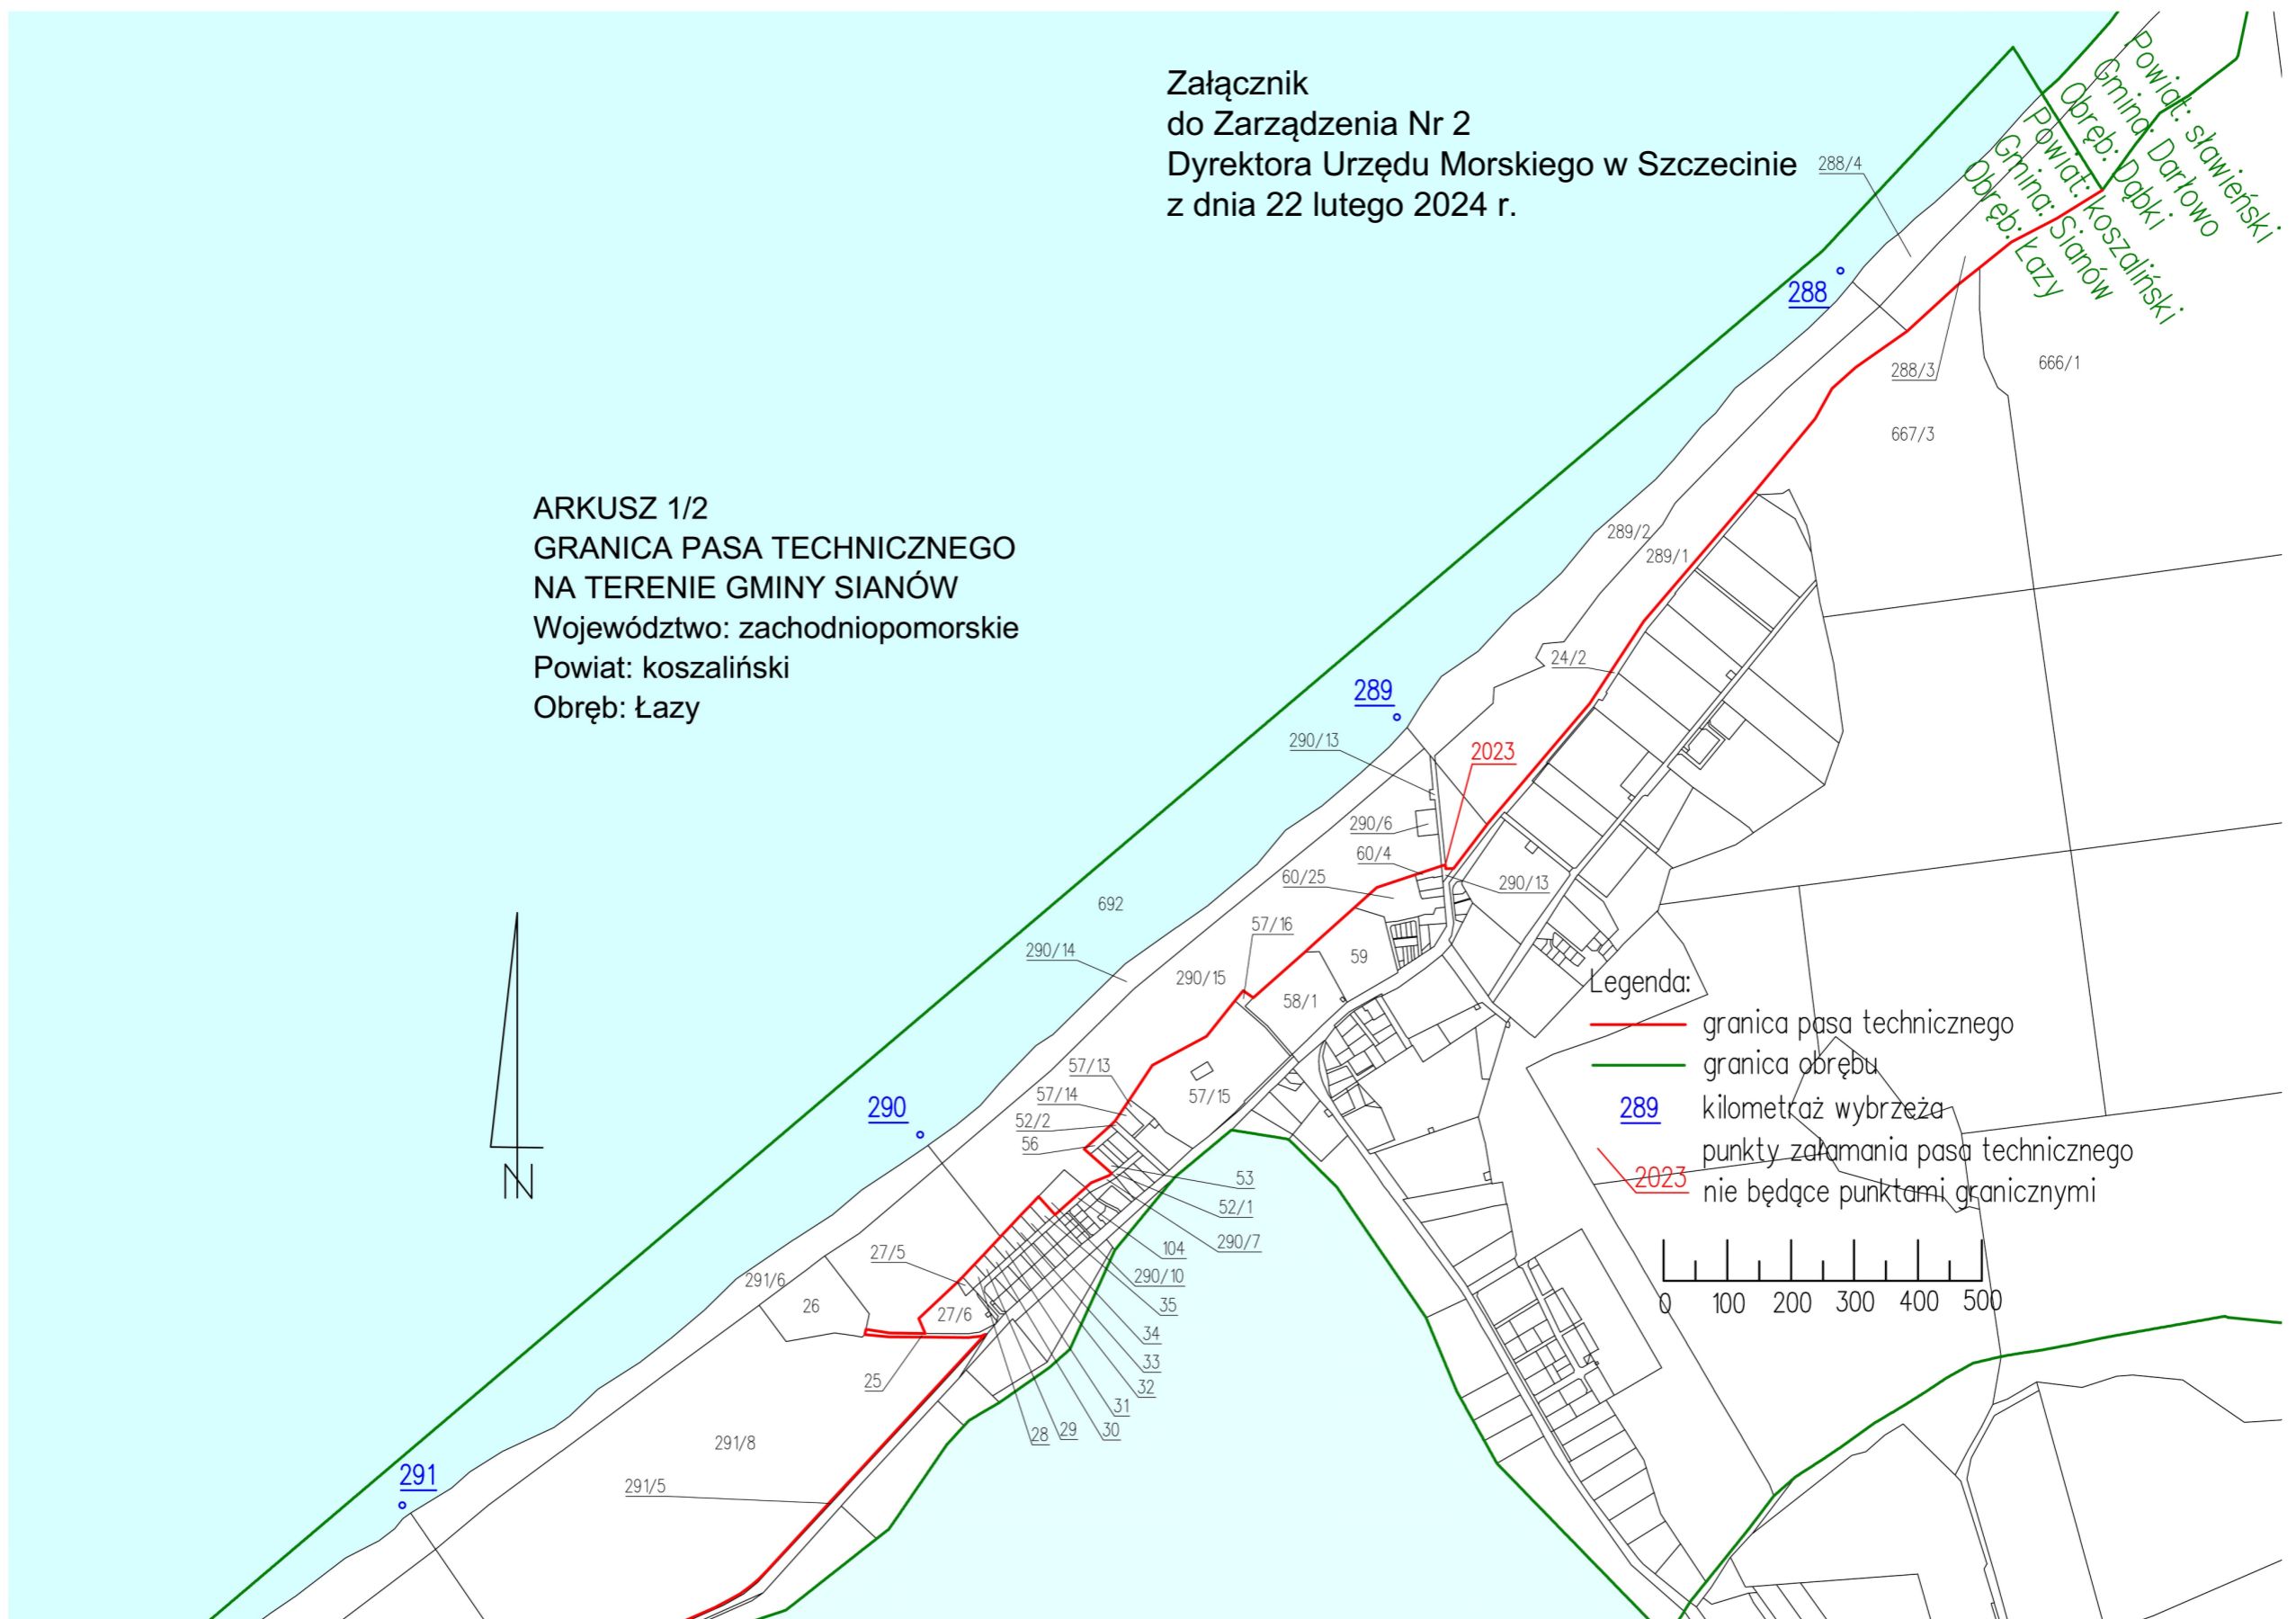 Załącznik
do Zarządzenia Nr 2
Dyrektora Urzędu Morskiego w Szczecinie
z dnia 22 lutego 2024 r.
Powiat: sławieński
Gmina: Darłowo
Obręb: Dąbki
Powiat: koszaliński
Gmina: Sianów
Obręb: Łazy
288/4
288
288/3
666/1
667/3
ARKUSZ 1/2
GRANICA PASA TECHNICZNEGO
NA TERENIE GMINY SIANÓW
Województwo: zachodniopomorskie
Powiat: koszaliński
Obręb: Łazy
289/2
289/1
24/2
289
290/13
2023
290/6
60/4
60/25
290/13
692
57/16
290/14
290/15
59
58/1
57/13
57/14
57/15
52/2
56
290
53
52/1
104
290/7
290/10
27/5
291/6
26
27/6
35
34
33
32
31
30
29
28
25
291/8
291/5
291
N
Legenda:
granica pasa technicznego
granica obrębu
289 kilometraż wybrzeża
punkty załamania pasa technicznego
2023 nie będące punktami granicznymi
0 100 200 300 400 500